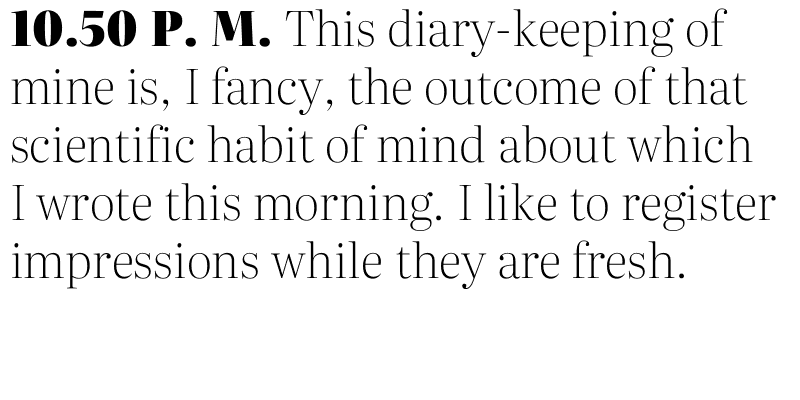 10.50 P. M. This diary-keeping of
mine is, I fancy, the outcome of that
scientific habit of mind about which
I wrote this morning. I like to register
impressions while they are fresh.